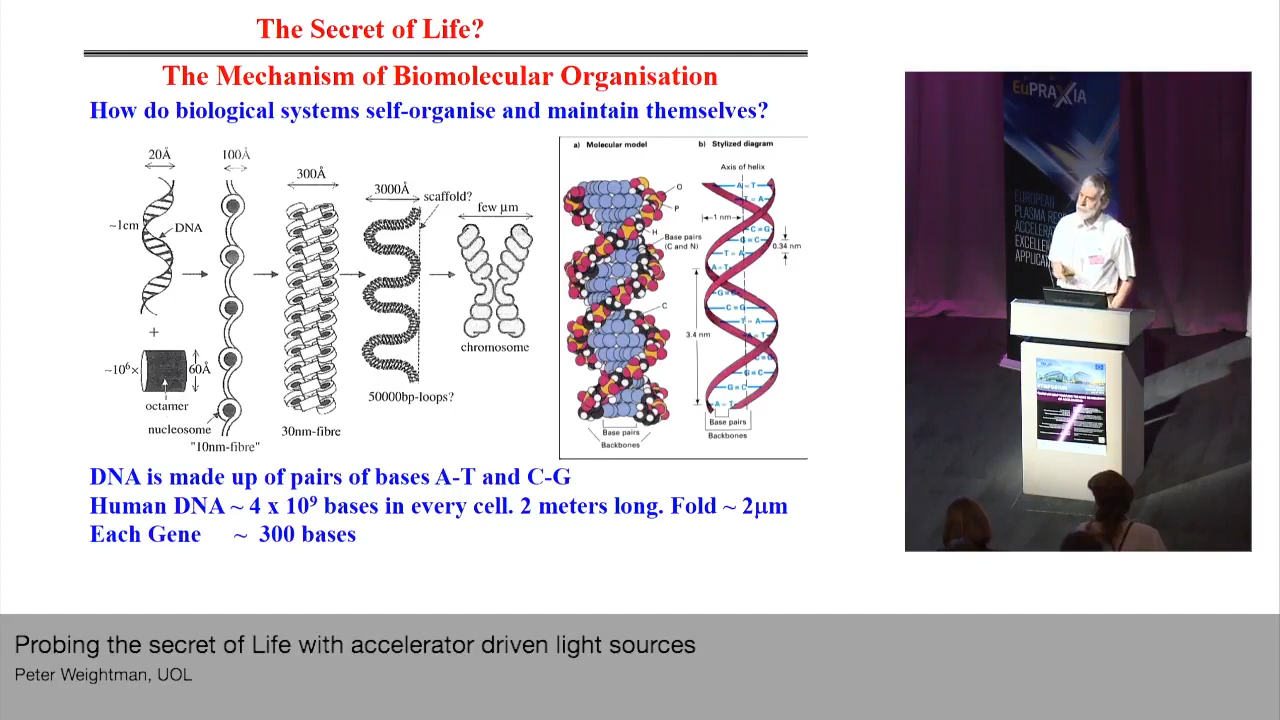 The Secret of Life?
The Mechanism of Biomolecular Organisation
How do biological systems self-organise and maintain themselves?
20Å
100Å
300Å
3000Å
scaffold?
few µm
~1cm
DNA
+
~10⁶×
60Å
octamer
nucleosome
"10nm-fibre"
30nm-fibre
50000bp-loops?
chromosome
a) Molecular model
O
P
H
Base pairs
(C and N)
C
Base pairs
Backbones
b) Stylized diagram
Axis of helix
A=T
T=A
1 nm
C≡G
G≡C
0.34 nm
T=A
A=T
G≡C
C≡G
T=A
A=T
3.4 nm
C≡G
G≡C
G≡C
A=T
Base pairs
Backbones
DNA is made up of pairs of bases A-T and C-G
Human DNA ~ 4 x 10⁹ bases in every cell. 2 meters long. Fold ~ 2µm
Each Gene ~ 300 bases
EuPRAXIA
EUROPEAN
PLASMA
EXCELLEN
APPLICAT
SYMPOSIUM
Probing the secret of Life with accelerator driven light sources
Peter Weightman, UOL